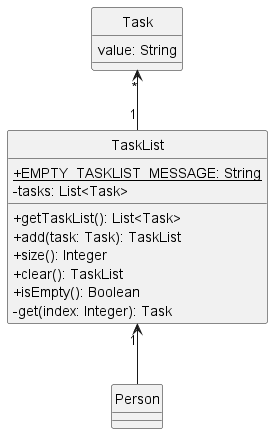 Task
value: String
*
1
TaskList
+EMPTY_TASKLIST_MESSAGE: String
-tasks: List<Task>
+getTaskList(): List<Task>
+add(task: Task): TaskList
+size(): Integer
+clear(): TaskList
+isEmpty(): Boolean
-get(index: Integer): Task
1
Person